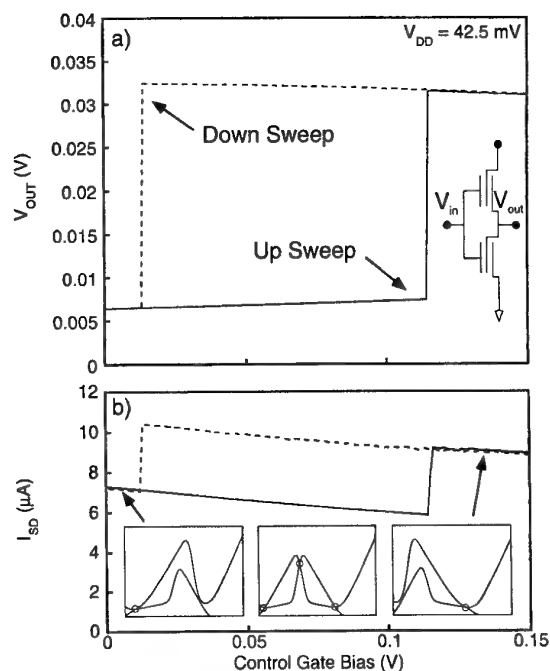 0.04
a)
V_DD = 42.5 mV
0.035
0.03
Down Sweep
0.025
V_OUT (V)
0.02
V_in
V_out
0.015
Up Sweep
0.01
0.005
0
12
b)
10
8
I_SD (μA)
6
4
2
0
0
0.05
0.1
0.15
Control Gate Bias (V)